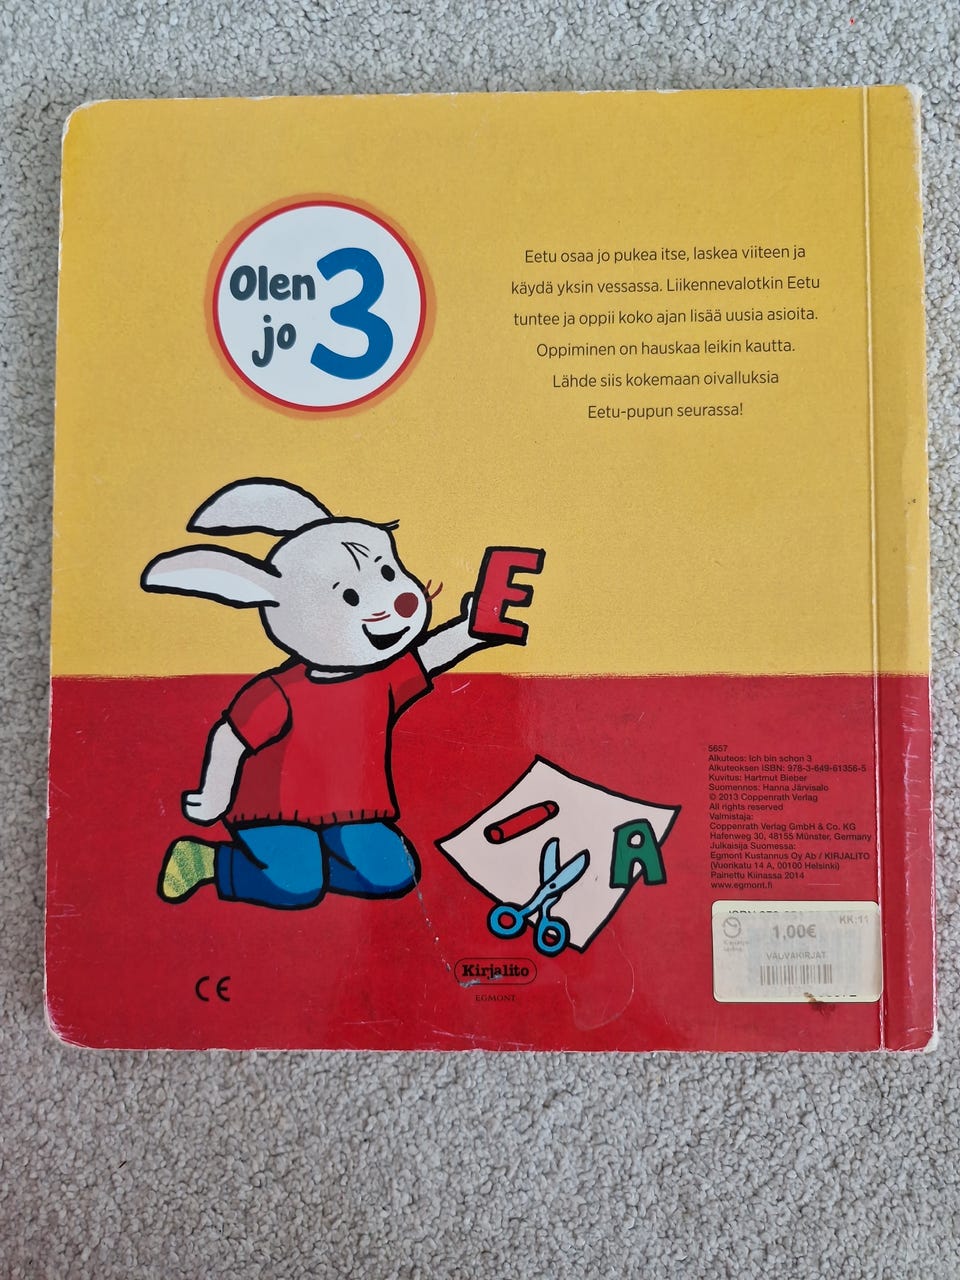 Olen
jo 3
Eetu osaa jo pukea itse, laskea viiteen ja
käydä yksin vessassa. Liikennevalotkin Eetu
tuntee ja oppii koko ajan lisää uusia asioita.
Oppiminen on hauskaa leikin kautta.
Lähde siis kokemaan oivalluksia
Eetu-pupun seurassa!
E
A
5657
Alkuteos: Ich bin schon 3
Alkuteoksen ISBN: 978-3-649-61356-5
Kuvitus: Hartmut Bieber
Suomennos: Hanna Järvisalo
© 2013 Coppenrath Verlag
All rights reserved
Valmistaja:
Coppenrath Verlag GmbH & Co. KG
Hafenweg 30, 48155 Münster, Germany
Julkaisija Suomessa:
Egmont Kustannus Oy Ab / KIRJALITO
(Vuorikatu 14 A, 00100 Helsinki)
Painettu Kiinassa 2014
www.egmont.fi
KK:11
1,00€
VAUVAKIRJAT
CE
Kirjalito
EGMONT